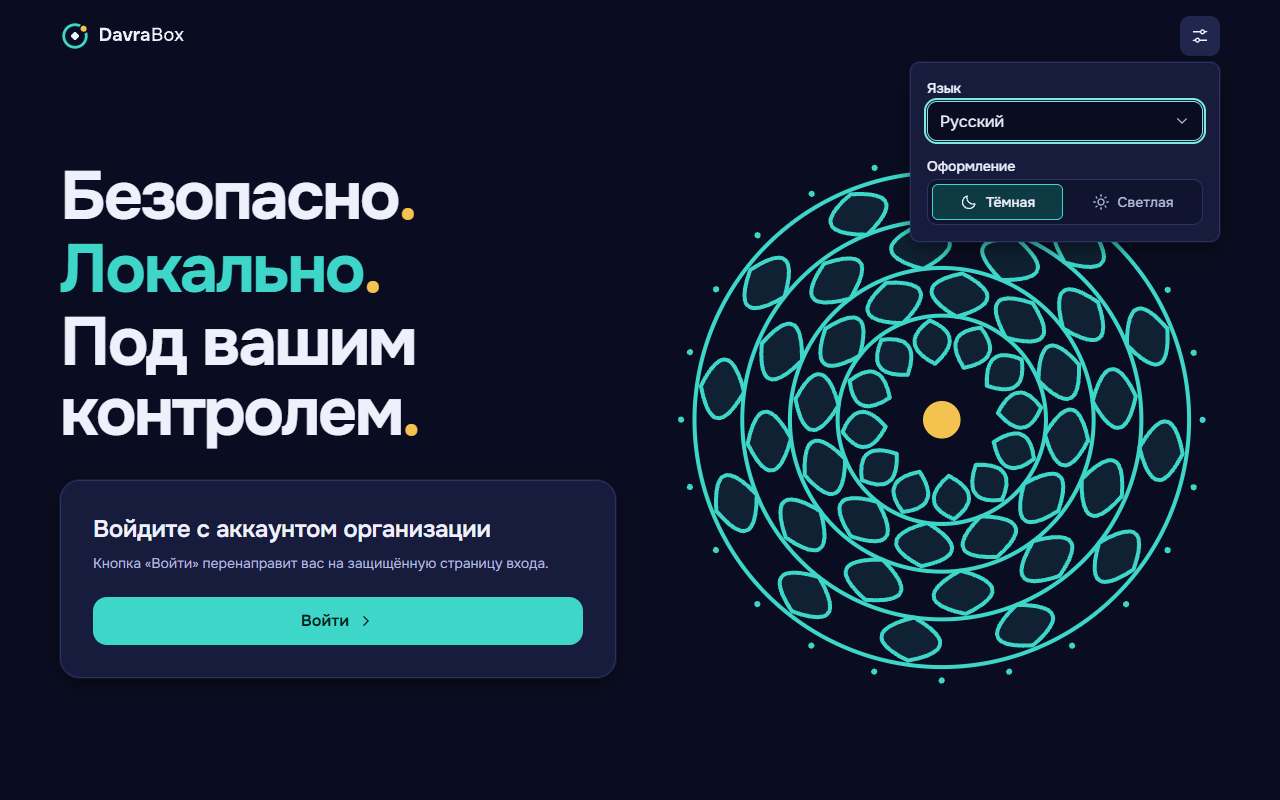 DavraBox
Язык
Русский
Оформление
Тёмная
Светлая
Безопасно.
Локально.
Под вашим
контролем.
Войдите с аккаунтом организации
Кнопка «Войти» перенаправит вас на защищённую страницу входа.
Войти